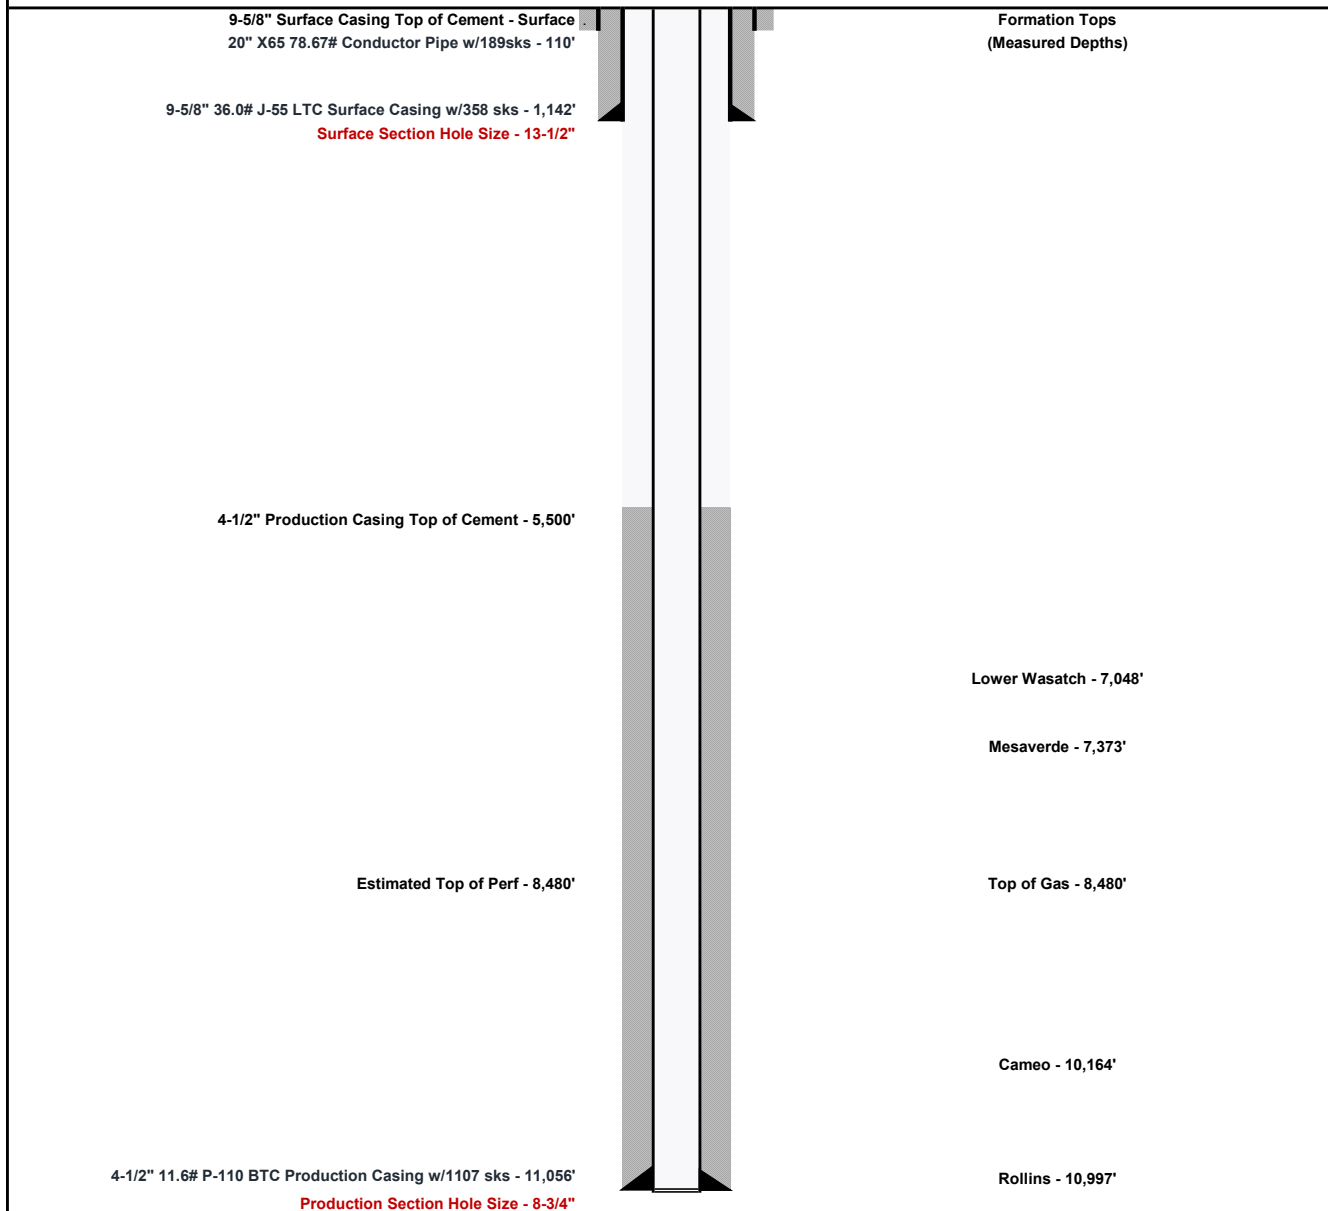 9-5/8" Surface Casing Top of Cement - Surface
Formation Tops
20" X65 78.67# Conductor Pipe w/189sks - 110'
(Measured Depths)
9-5/8" 36.0# J-55 LTC Surface Casing w/358 sks - 1,142'
Surface Section Hole Size - 13-1/2"
4-1/2" Production Casing Top of Cement - 5,500'
Lower Wasatch - 7,048'
Mesaverde - 7,373'
Estimated Top of Perf - 8,480'
Top of Gas - 8,480'
Cameo - 10,164'
4-1/2" 11.6# P-110 BTC Production Casing w/1107 sks - 11,056'
Rollins - 10,997'
Production Section Hole Size - 8-3/4"